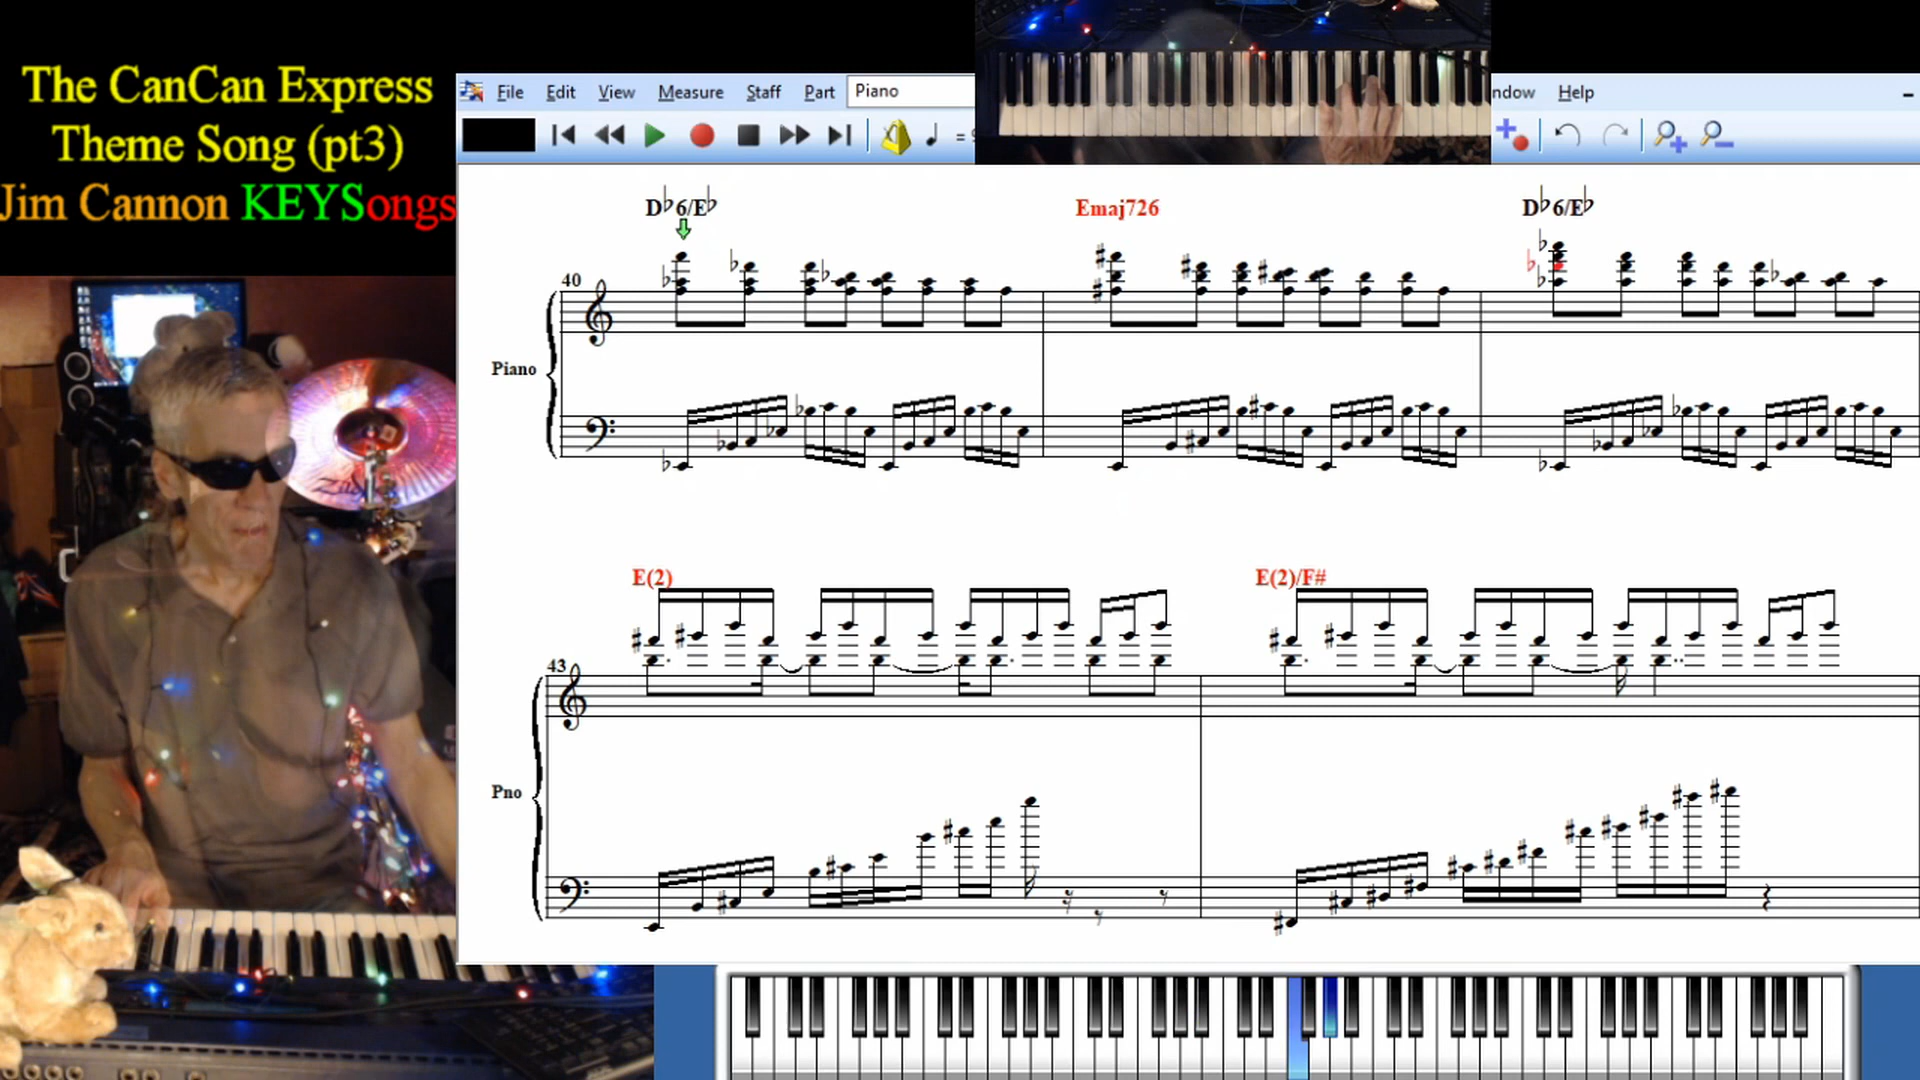 The CanCan Express
Theme Song (pt3)
Jim Cannon KEYSongs
File Edit View Measure Staff Part Piano
ndow Help
=
D♭6/E♭ Emaj726 D♭6/E♭
40
Piano
E(2) E(2)/F#
43
Pno